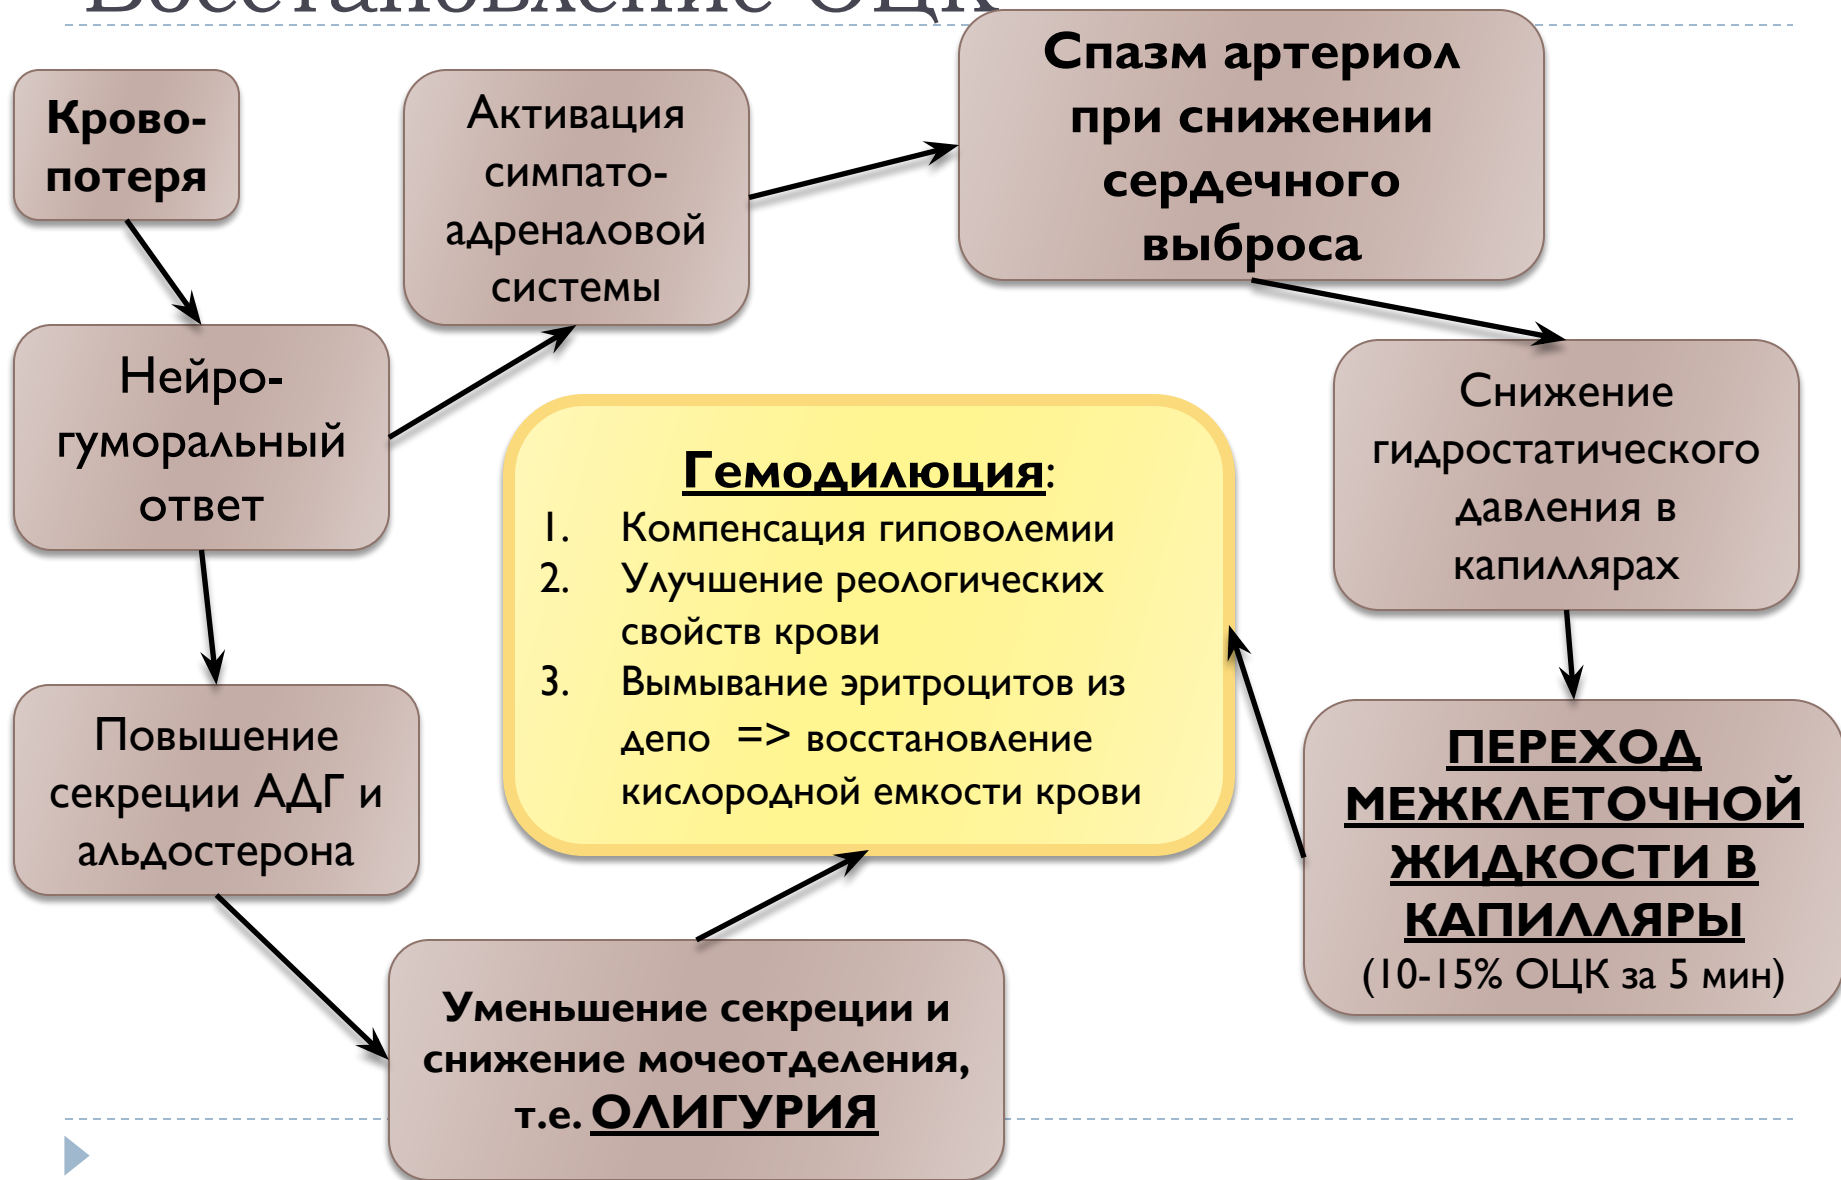 Восстановление ОЦК
Крово-
потеря
Активация
симпато-
адреналовой
системы
Спазм артериол
при снижении
сердечного
выброса
Нейро-
гуморальный
ответ
Снижение
гидростатического
давления в
капиллярах
Гемодилюция:
1. Компенсация гиповолемии
2. Улучшение реологических
свойств крови
3. Вымывание эритроцитов из
депо => восстановление
кислородной емкости крови
Повышение
секреции АДГ и
альдостерона
ПЕРЕХОД
МЕЖКЛЕТОЧНОЙ
ЖИДКОСТИ В
КАПИЛЛЯРЫ
(10-15% ОЦК за 5 мин)
Уменьшение секреции и
снижение мочеотделения,
т.е. ОЛИГУРИЯ